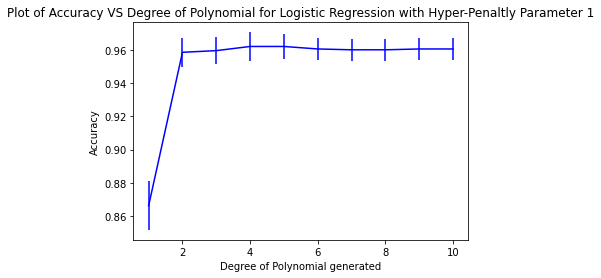 Plot of Accuracy VS Degree of Polynomial for Logistic Regression with Hyper-Penaltly Parameter 1
0.96
0.94
0.92
0.90
0.88
0.86
Accuracy
2 4 6 8 10
Degree of Polynomial generated